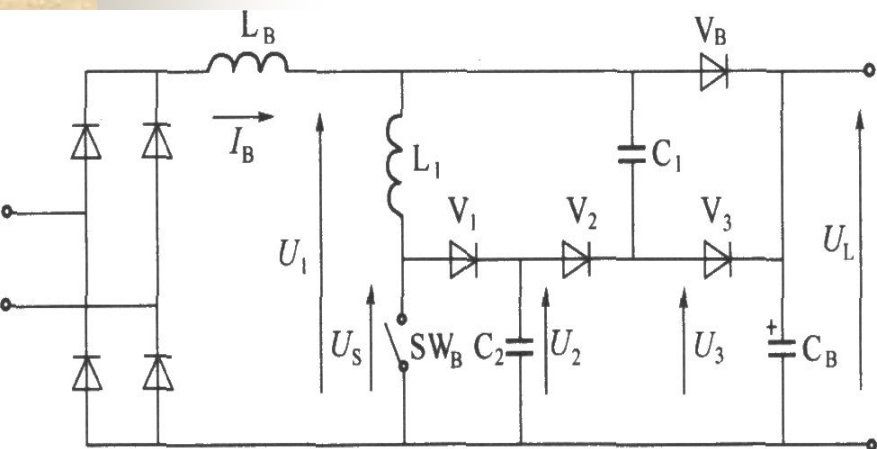 L_B
V_B
I_B
U_1
L_1
C_1
V_1
V_2
V_3
U_L
U_S
SW_B
C_2
U_2
U_3
+
C_B